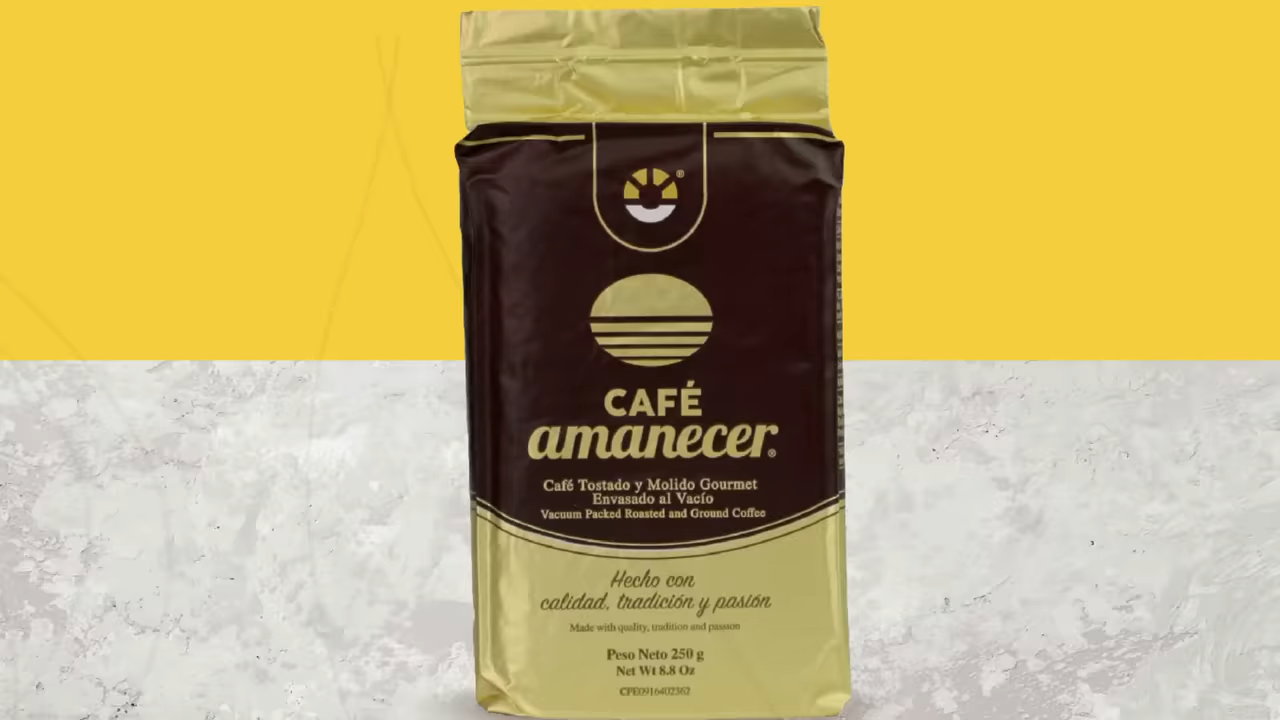 ®
CAFÉ
amanecer®
Café Tostado y Molido Gourmet
Envasado al Vacío
Vacuum Packed Roasted and Ground Coffee
Hecho con
calidad, tradición y pasión
Made with quality, tradition and passion
Peso Neto 250 g
Net Wt 8.8 Oz
CFE0916402362